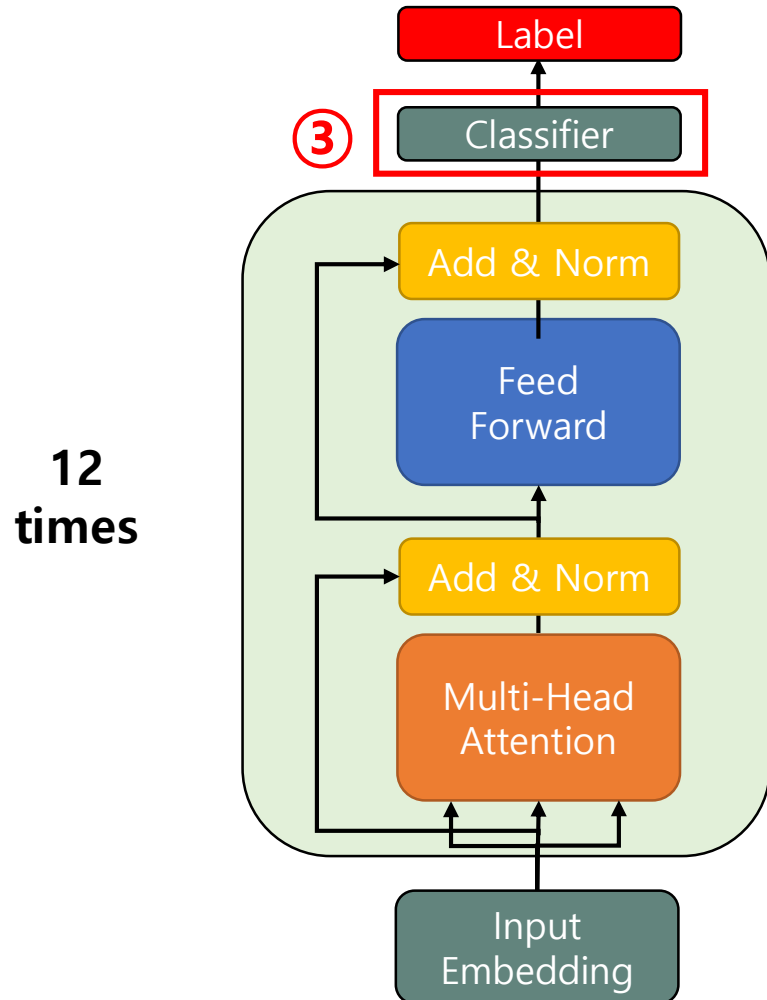 Label
③
Classifier
Add & Norm
Feed
Forward
12
times
Add & Norm
Multi-Head
Attention
Input
Embedding